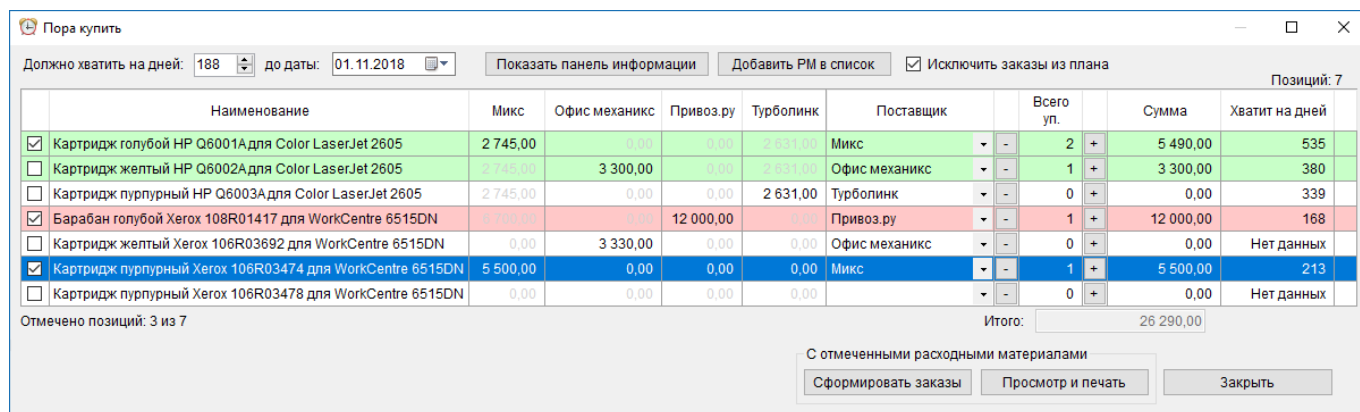 Пора купить
Должно хватить на дней: 188 до даты: 01.11.2018 Показать панель информации Добавить РМ в список Исключить заказы из плана
Позиций: 7
Наименование Микс Офис механикс Привоз.ру Турболинк Поставщик Всего уп. Сумма Хватит на дней
Картридж голубой HP Q6001Aдля Color LaserJet 2605 2 745,00 0,00 0,00 2 631,00 Микс - 2 + 5 490,00 535
Картридж желтый HP Q6002Aдля Color LaserJet 2605 2 745,00 3 300,00 0,00 2 631,00 Офис механикс - 1 + 3 300,00 380
Картридж пурпурный HP Q6003Aдля Color LaserJet 2605 2 745,00 0,00 0,00 2 631,00 Турболинк - 0 + 0,00 339
Барабан голубой Xerox 108R01417 для WorkCentre 6515DN 0,00 12 000,00 0,00 Привоз.ру - 1 + 12 000,00 168
Картридж желтый Xerox 106R03692 для WorkCentre 6515DN 0,00 3 330,00 0,00 0,00 Офис механикс - 0 + 0,00 Нет данных
Картридж пурпурный Xerox 106R03474 для WorkCentre 6515DN 5 500,00 0,00 0,00 0,00 Микс - 1 + 5 500,00 213
Картридж пурпурный Xerox 106R03478 для WorkCentre 6515DN 0,00 0,00 0,00 0,00 - 0 + 0,00 Нет данных
Отмечено позиций: 3 из 7 Итого: 26 290,00
С отмеченными расходными материалами
Сформировать заказы Просмотр и печать Закрыть